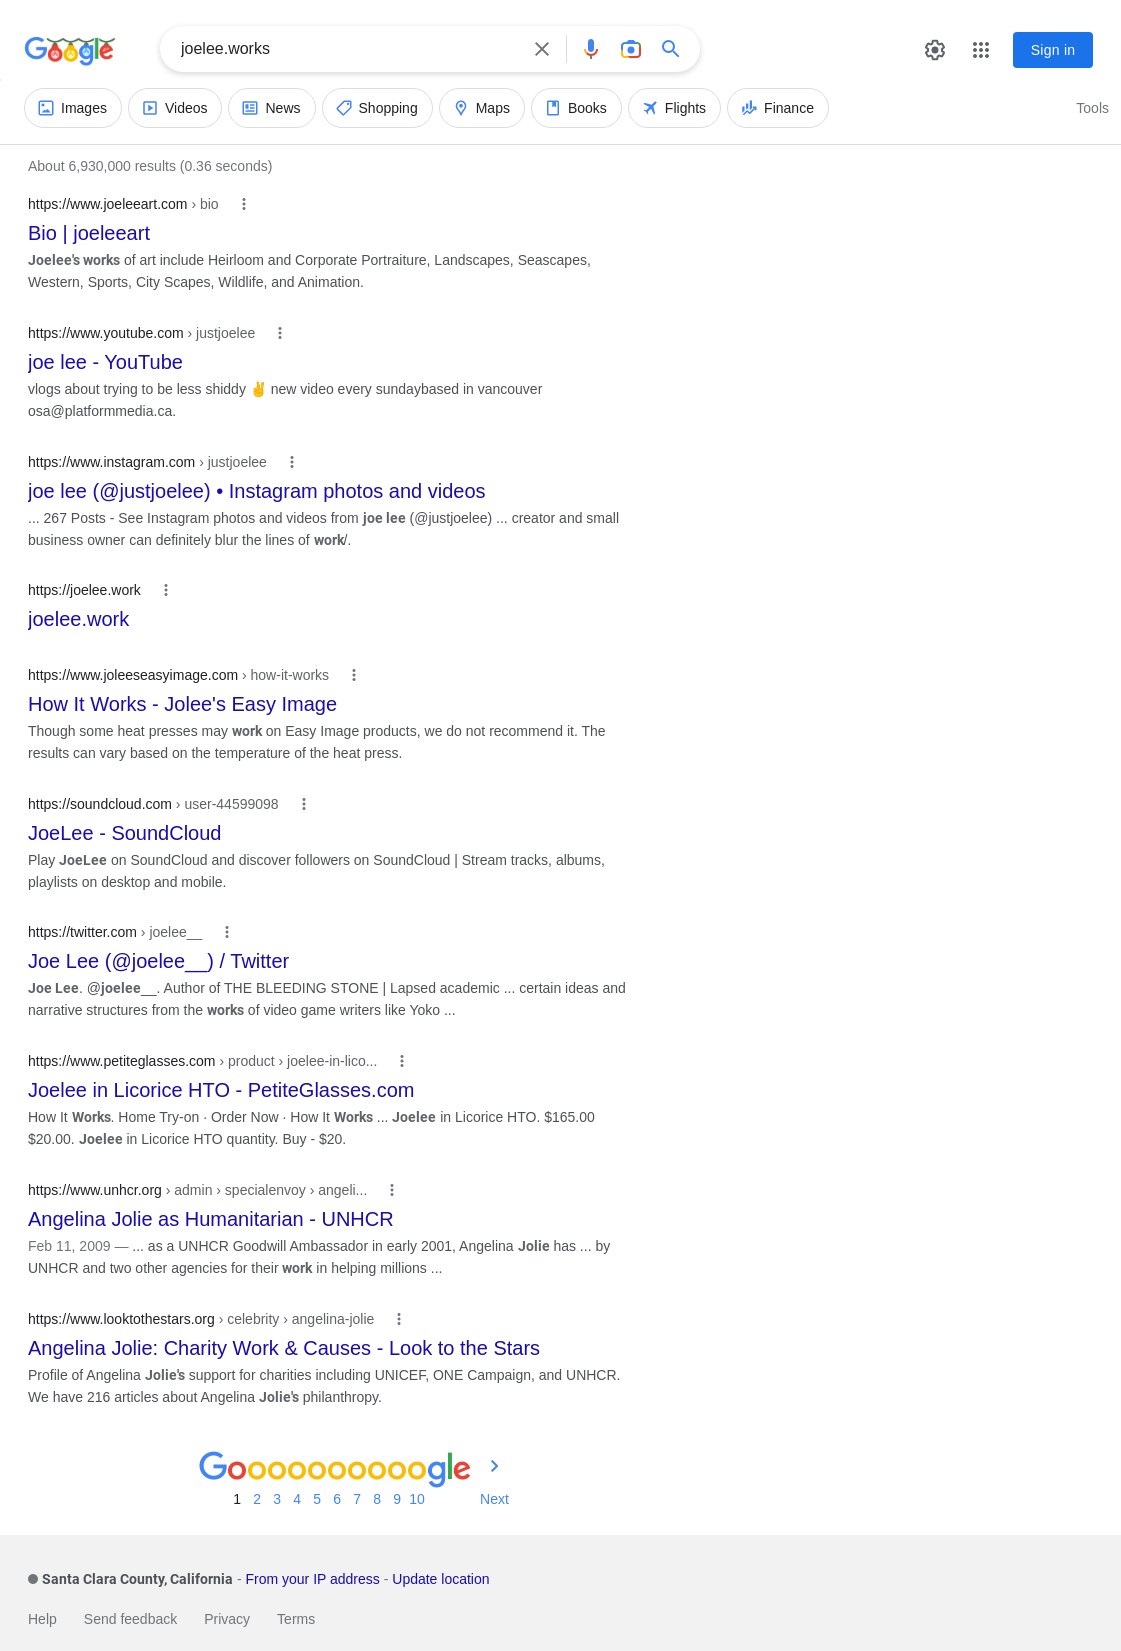 Google
joelee.works
Sign in
Images
Videos
News
Shopping
Maps
Books
Flights
Finance
Tools
About 6,930,000 results (0.36 seconds)
https://www.joeleeart.com › bio
Bio | joeleeart
Joelee's works of art include Heirloom and Corporate Portraiture, Landscapes, Seascapes,
Western, Sports, City Scapes, Wildlife, and Animation.
https://www.youtube.com › justjoelee
joe lee - YouTube
vlogs about trying to be less shiddy ✌ new video every sundaybased in vancouver
osa@platformmedia.ca.
https://www.instagram.com › justjoelee
joe lee (@justjoelee) • Instagram photos and videos
... 267 Posts - See Instagram photos and videos from joe lee (@justjoelee) ... creator and small
business owner can definitely blur the lines of work/.
https://joelee.work
joelee.work
https://www.joleeseasyimage.com › how-it-works
How It Works - Jolee's Easy Image
Though some heat presses may work on Easy Image products, we do not recommend it. The
results can vary based on the temperature of the heat press.
https://soundcloud.com › user-44599098
JoeLee - SoundCloud
Play JoeLee on SoundCloud and discover followers on SoundCloud | Stream tracks, albums,
playlists on desktop and mobile.
https://twitter.com › joelee__
Joe Lee (@joelee__) / Twitter
Joe Lee. @joelee__. Author of THE BLEEDING STONE | Lapsed academic ... certain ideas and
narrative structures from the works of video game writers like Yoko ...
https://www.petiteglasses.com › product › joelee-in-lico...
Joelee in Licorice HTO - PetiteGlasses.com
How It Works. Home Try-on · Order Now · How It Works ... Joelee in Licorice HTO. $165.00
$20.00. Joelee in Licorice HTO quantity. Buy - $20.
https://www.unhcr.org › admin › specialenvoy › angeli...
Angelina Jolie as Humanitarian - UNHCR
Feb 11, 2009 — ... as a UNHCR Goodwill Ambassador in early 2001, Angelina Jolie has ... by
UNHCR and two other agencies for their work in helping millions ...
https://www.looktothestars.org › celebrity › angelina-jolie
Angelina Jolie: Charity Work & Causes - Look to the Stars
Profile of Angelina Jolie's support for charities including UNICEF, ONE Campaign, and UNHCR.
We have 216 articles about Angelina Jolie's philanthropy.
Goooooooooogle
1 2 3 4 5 6 7 8 9 10 Next
Santa Clara County, California - From your IP address - Update location
Help Send feedback Privacy Terms